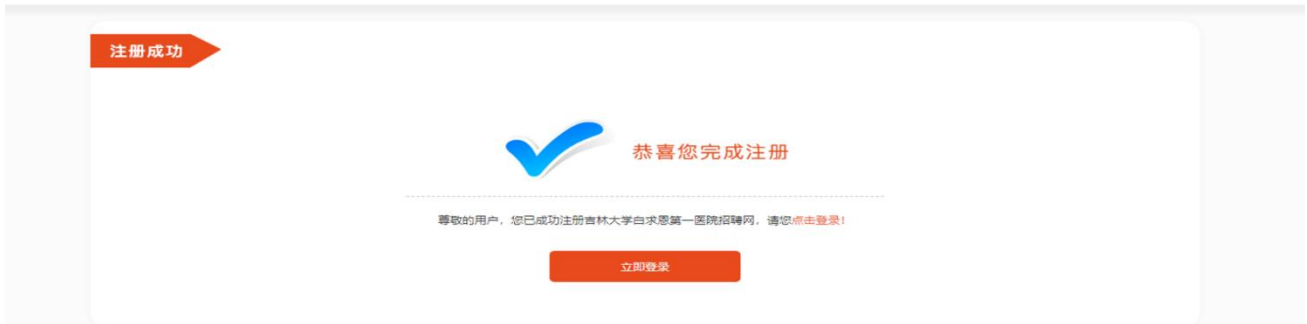 注册成功
恭喜您完成注册
尊敬的用户，您已成功注册吉林大学白求恩第一医院招聘网，请您点击登录！
立即登录